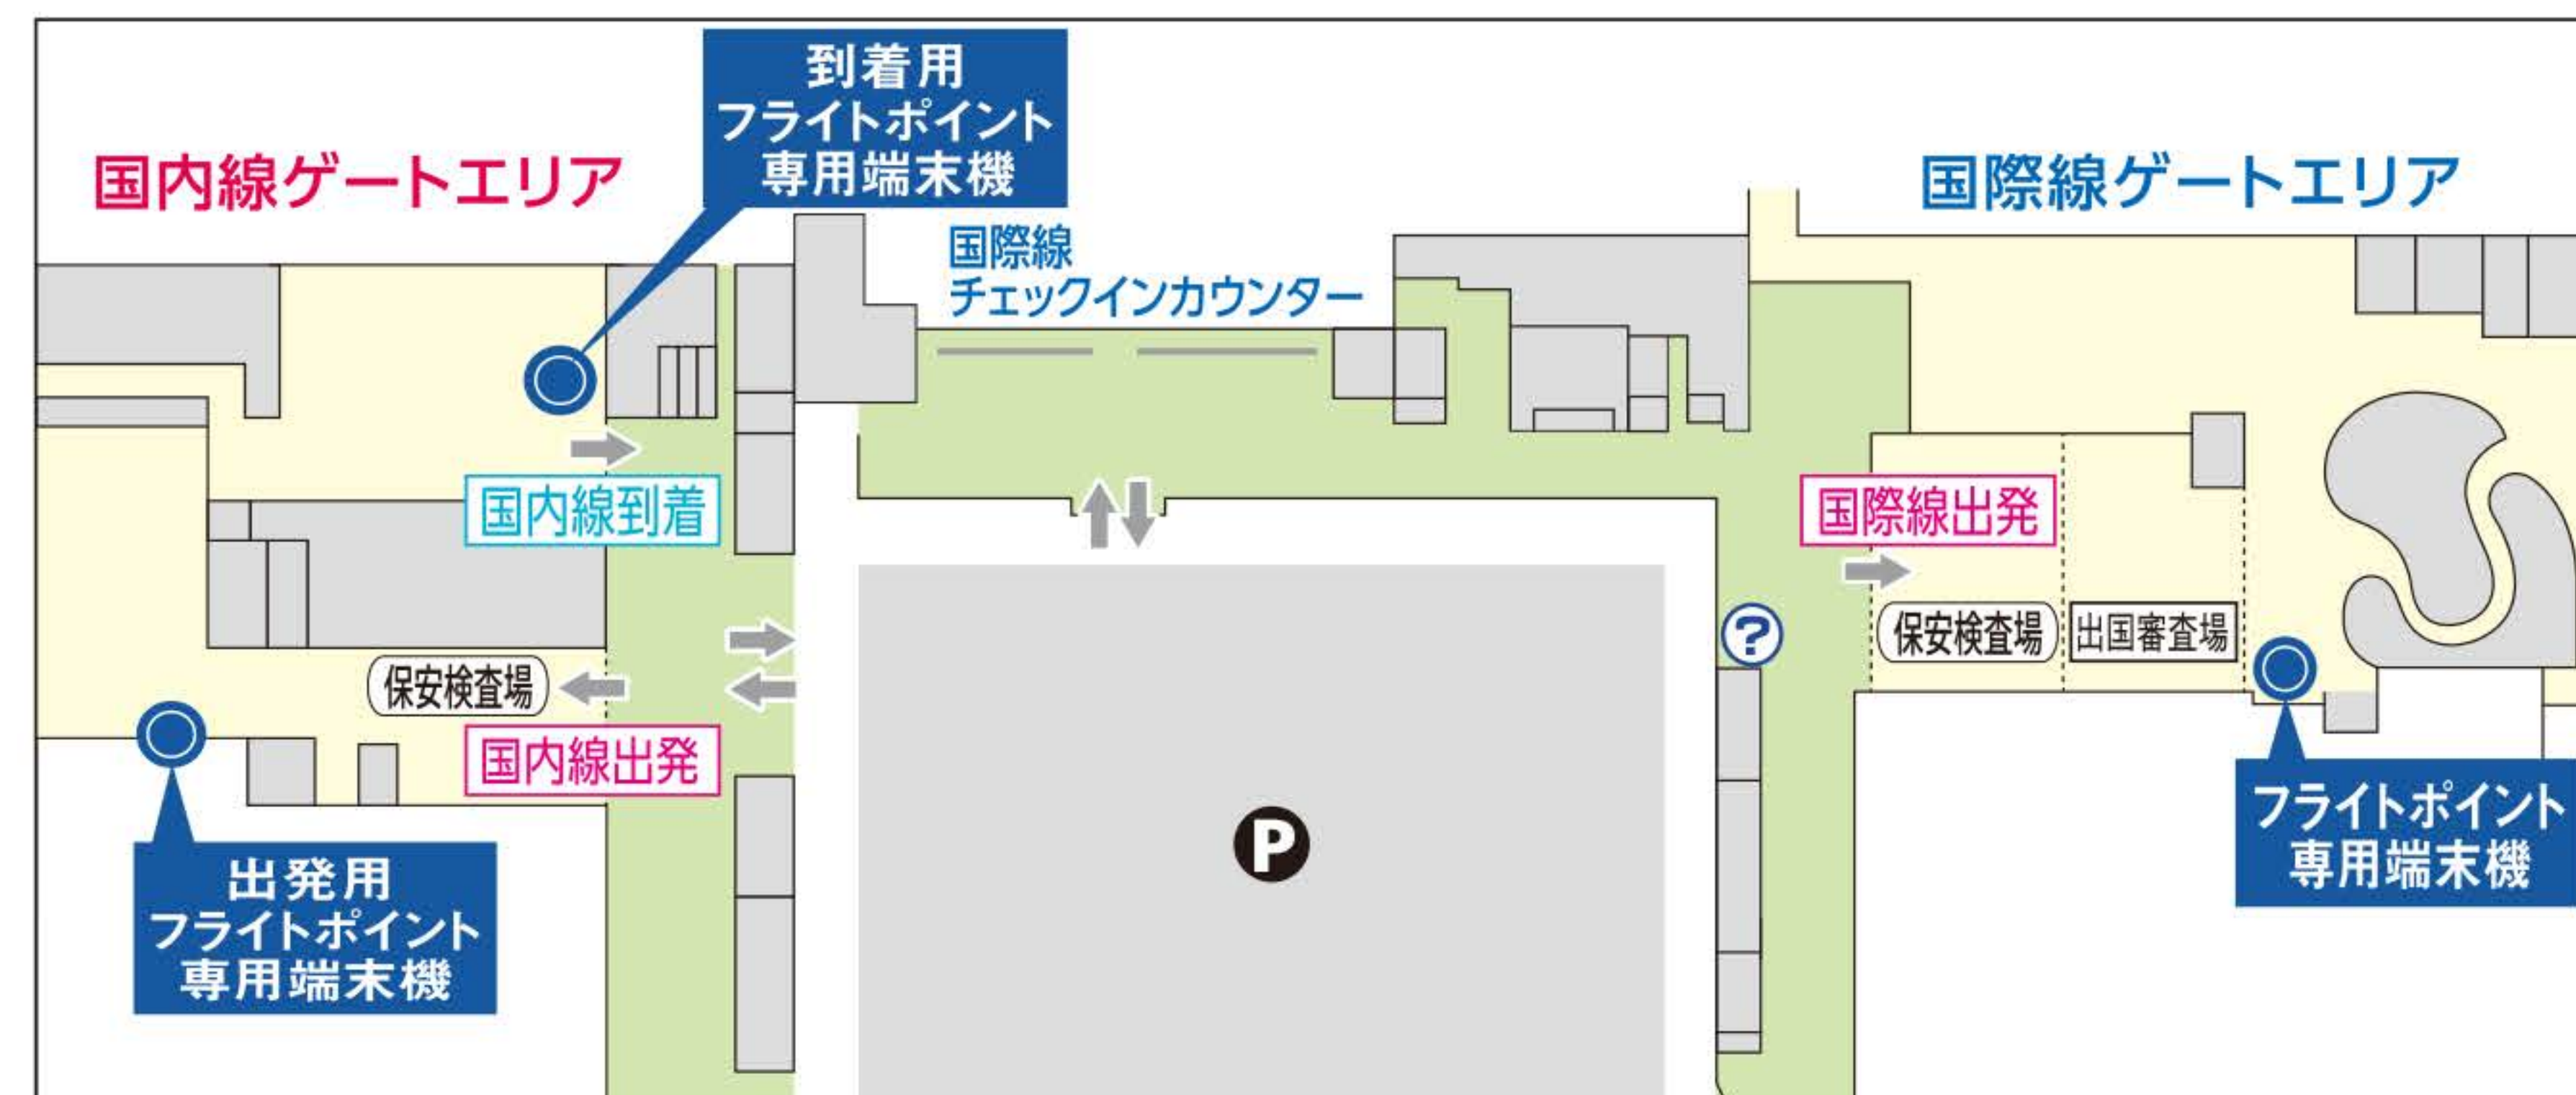 到着用
フライトポイント
専用端末機
国内線ゲートエリア
国際線ゲートエリア
国際線
チェックインカウンター
国内線到着
国際線出発
?
保安検査場
出国審査場
保安検査場
国内線出発
フライトポイント
専用端末機
P
出発用
フライトポイント
専用端末機